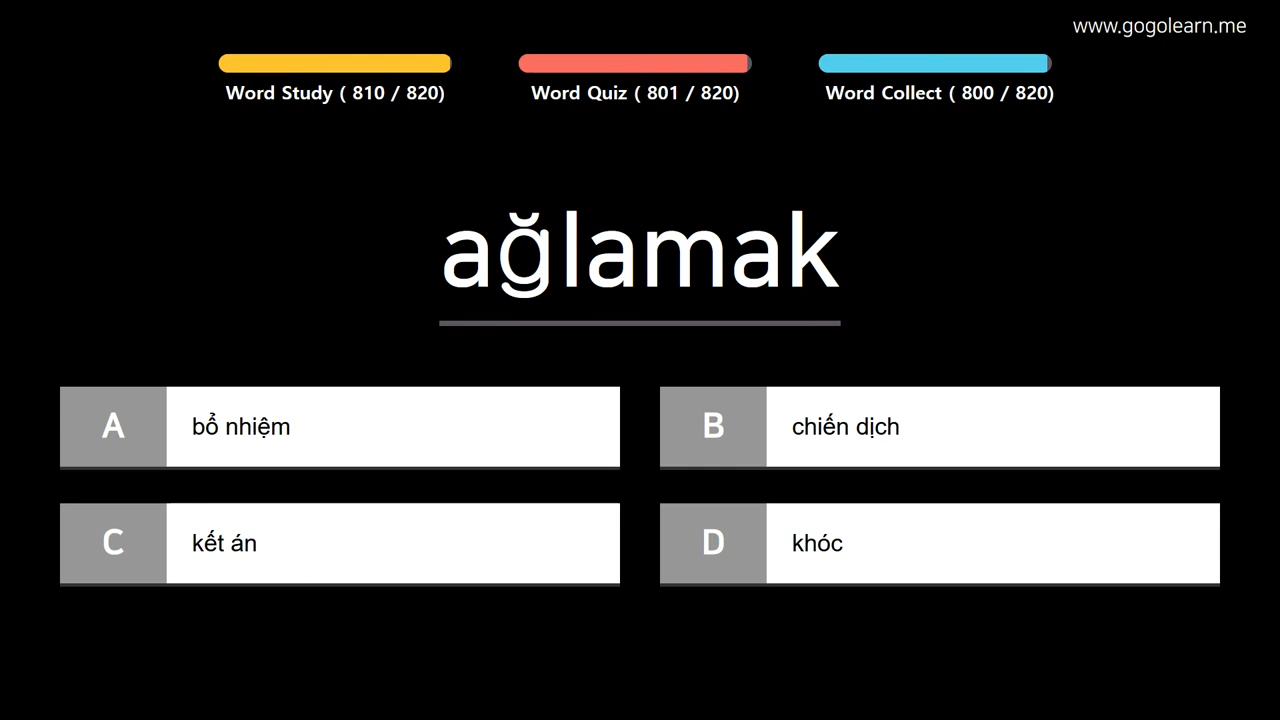 www.gogolearn.me
Word Study ( 810 / 820)
Word Quiz ( 801 / 820)
Word Collect ( 800 / 820)
ağlamak
A
bổ nhiệm
B
chiến dịch
C
kết án
D
khóc